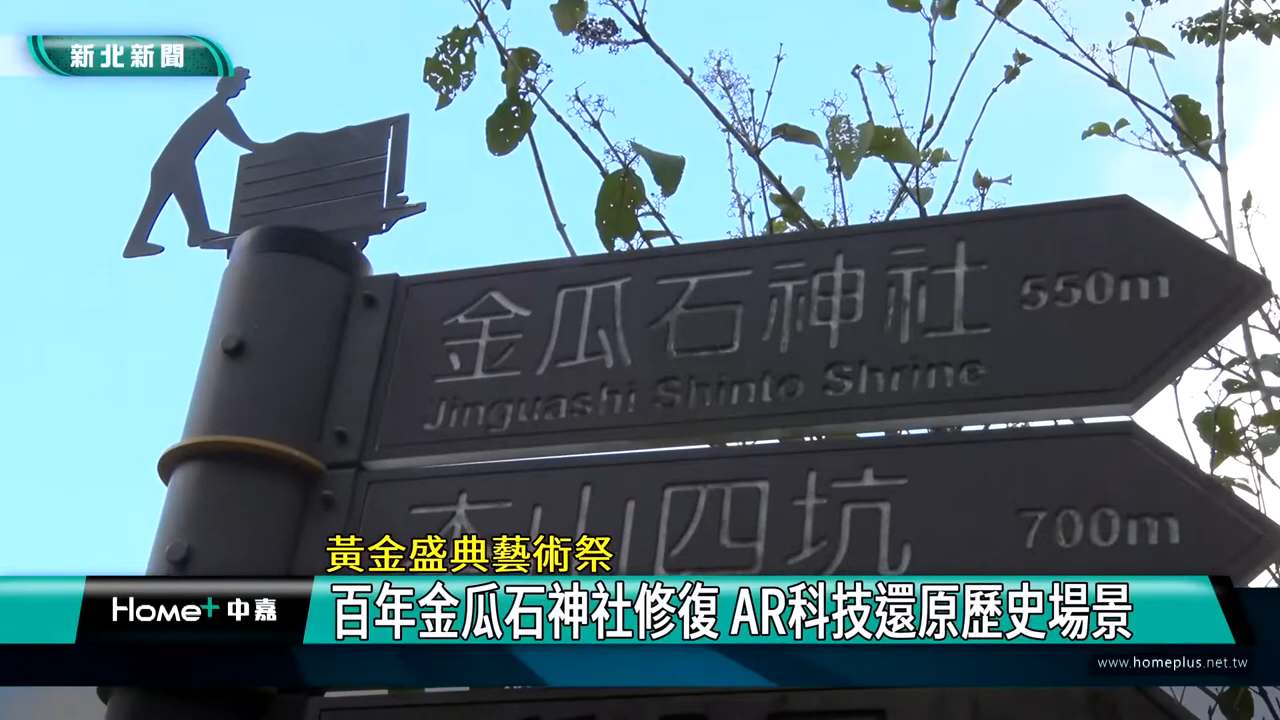 新北新聞
金瓜石神社 550m
Jinguashi Shinto Shrine
本山四坑 700m
黃金盛典藝術祭
Home+ 中嘉
百年金瓜石神社修復 AR科技還原歷史場景
www.homeplus.net.tw